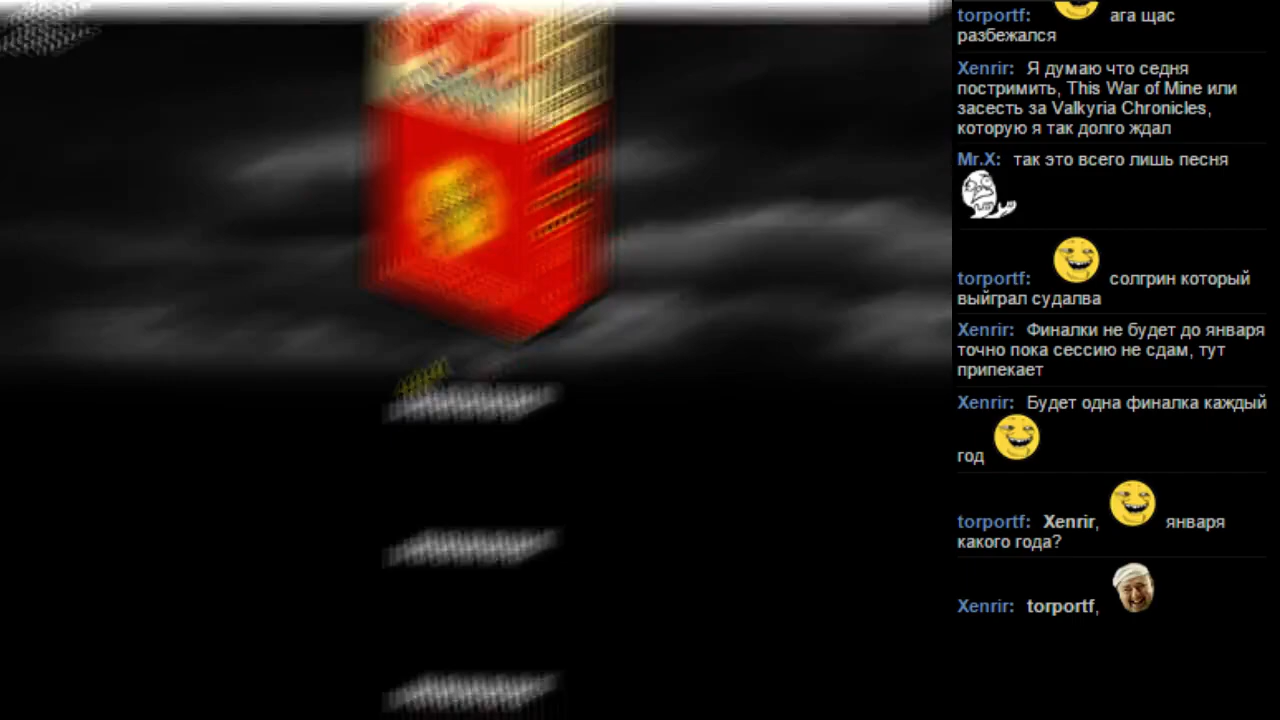 torportf: ага щас
разбежался
Xenrir: Я думаю что седня
постримить, This War of Mine или
засесть за Valkyria Chronicles,
которую я так долго ждал
Mr.X: так это всего лишь песня
torportf: солгрин который
выйграл судалва
Xenrir: Финалки не будет до января
точно пока сессию не сдам, тут
припекает
Xenrir: Будет одна финалка каждый
год
torportf: Xenrir, января
какого года?
Xenrir: torportf,